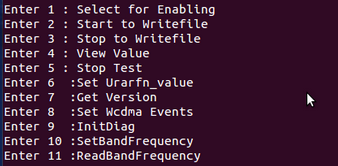 Enter 1 : Select for Enabling
Enter 2 : Start to Writefile
Enter 3 : Stop to Writefile
Enter 4 : View Value
Enter 5 : Stop Test
Enter 6  :Set Urarfn_value
Enter 7  :Get Version
Enter 8  :Set Wcdma Events
Enter 9  :InitDiag
Enter 10 :SetBandFrequency
Enter 11 :ReadBandFrequency